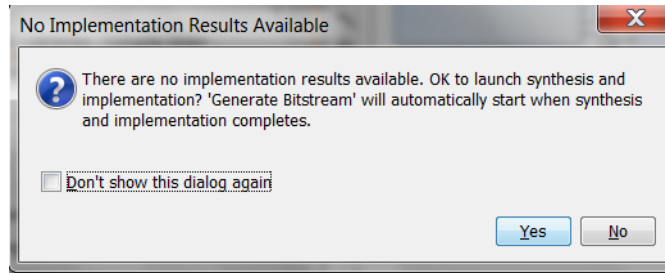 No Implementation Results Available
There are no implementation results available. OK to launch synthesis and
implementation? 'Generate Bitstream' will automatically start when synthesis
and implementation completes.
Don't show this dialog again
Yes No